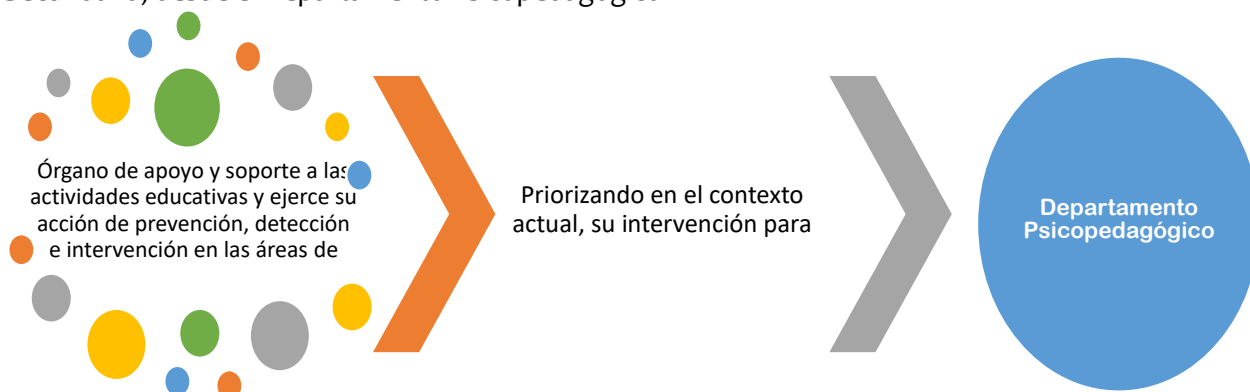 Órgano de apoyo y soporte a las
actividades educativas y ejerce su
acción de prevención, detección
e intervención en las áreas de
Priorizando en el contexto
actual, su intervención para
Departamento
Psicopedagógico